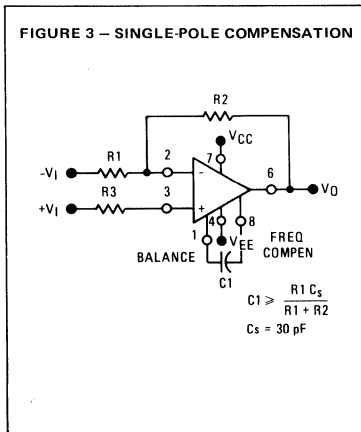 FIGURE 3 – SINGLE-POLE COMPENSATION
R2
VCC
R1
2
7
6
-VI
-
VO
R3
3
+VI
+
1
4
8
VEE
FREQ
COMPEN
BALANCE
C1
C1 ⩾ R1 Cs
R1 + R2
Cs = 30 pF